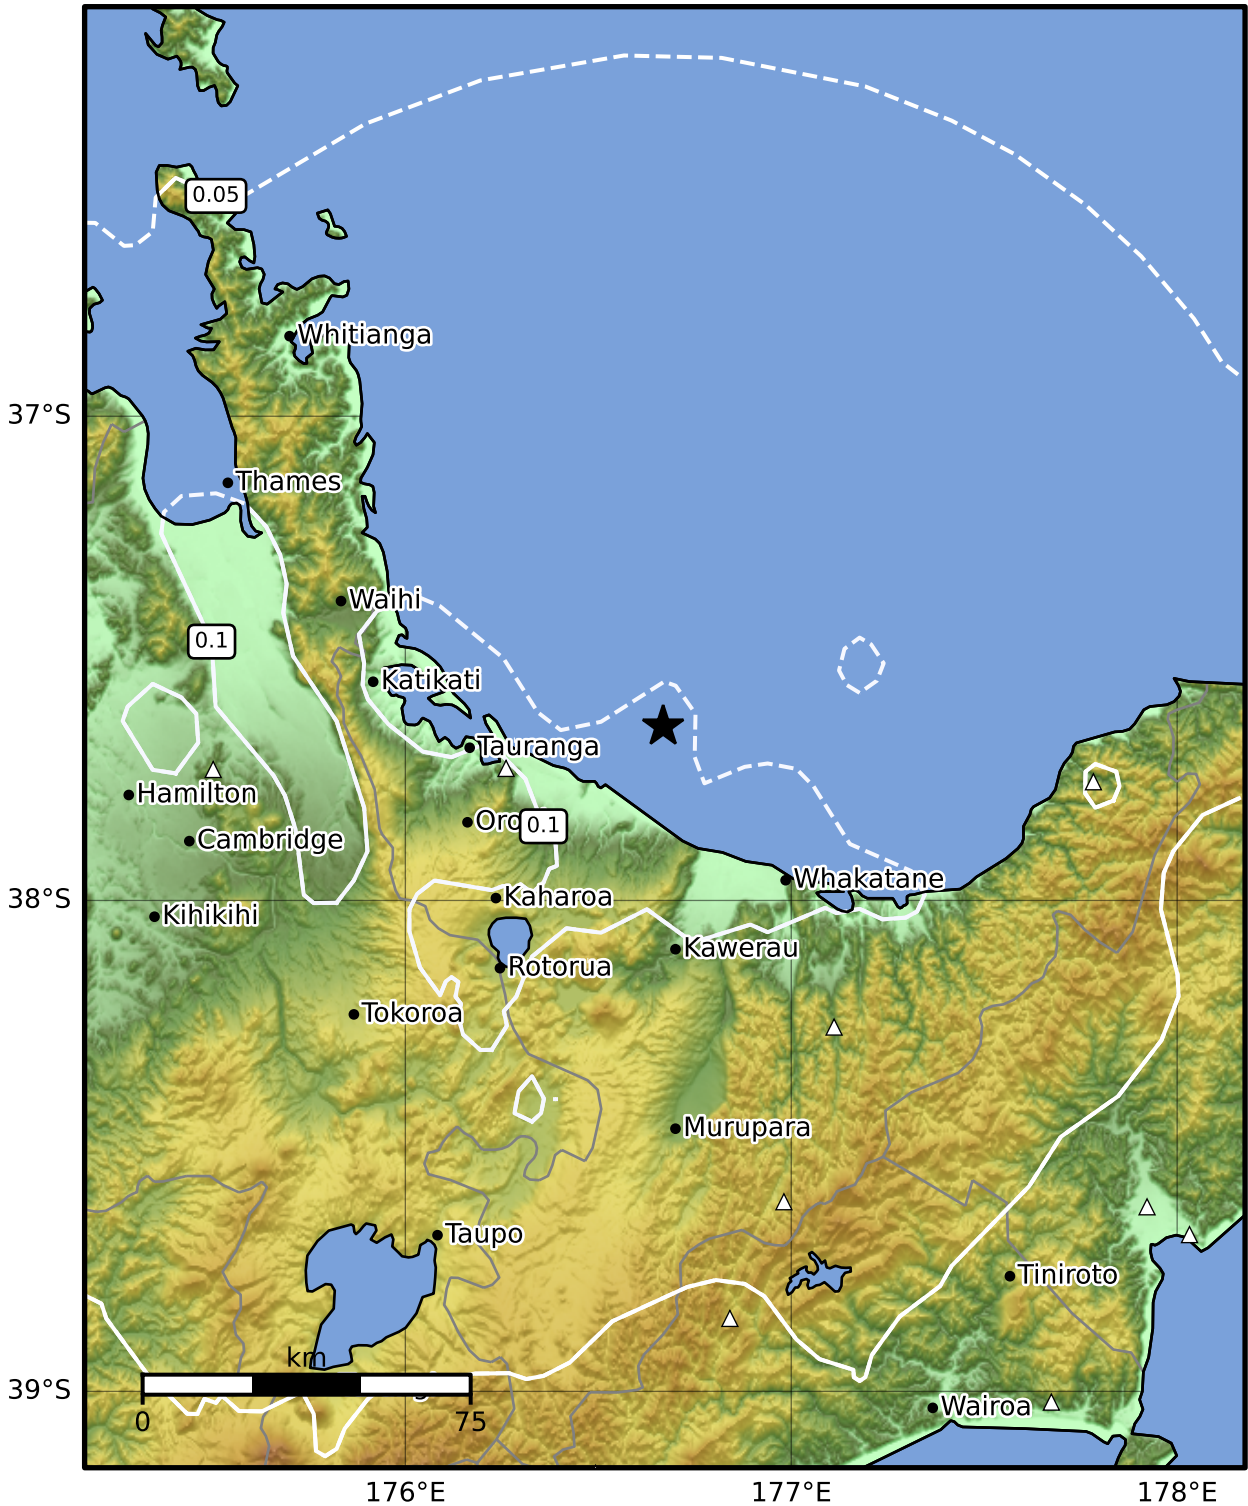 0.05
Whitianga
37°S
Thames
Waihi
0.1
Katikati
Tauranga
Hamilton
Oro
0.1
Cambridge
Whakatane
Kaharoa
38°S
Kihikihi
Kawerau
Rotorua
Tokoroa
Murupara
Taupo
Tiniroto
km
39°S
0
75
Wairoa
176°E
177°E
178°E